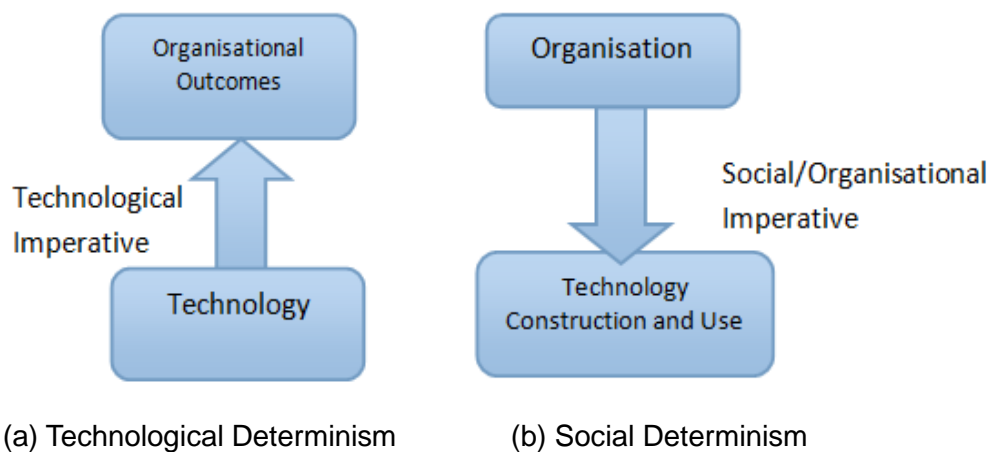 Organisational
Outcomes
Technological
Imperative
Technology
(a) Technological Determinism
Organisation
Social/Organisational
Imperative
Technology
Construction and Use
(b) Social Determinism